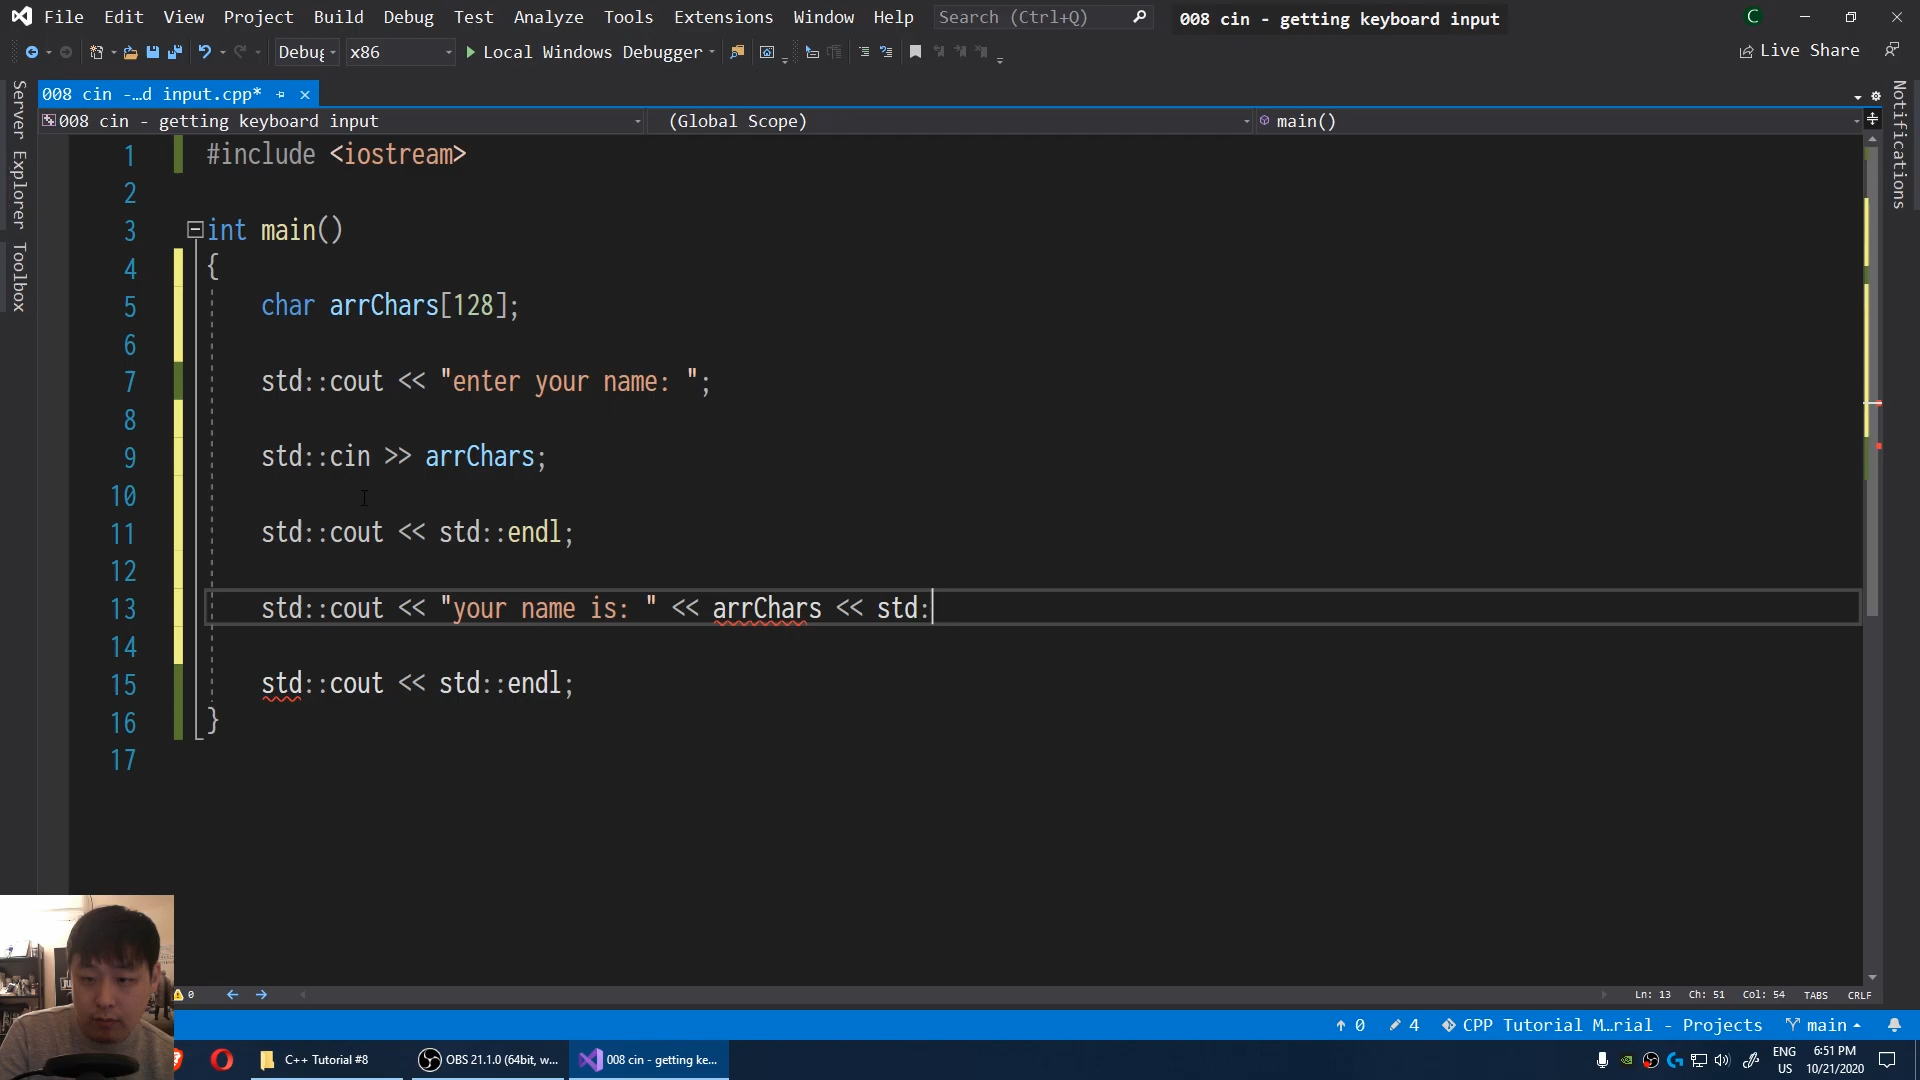 File Edit View Project Build Debug Test Analyze Tools Extensions Window Help Search (Ctrl+Q) 008 cin - getting keyboard input C
Debug x86 Local Windows Debugger Live Share
008 cin -…d input.cpp*
008 cin - getting keyboard input (Global Scope) main()
Server Explorer
Toolbox
Notifications
1 #include <iostream>
2
3 int main()
4 {
5 char arrChars[128];
6
7 std::cout << "enter your name: ";
8
9 std::cin >> arrChars;
10
11 std::cout << std::endl;
12
13 std::cout << "your name is: " << arrChars << std:
14
15 std::cout << std::endl;
16 }
17
0 Ln: 13 Ch: 51 Col: 54 TABS CRLF
0 4 CPP Tutorial M…rial - Projects main
C++ Tutorial #8 OBS 21.1.0 (64bit, w... 008 cin - getting ke... ENG US 6:51 PM 10/21/2020